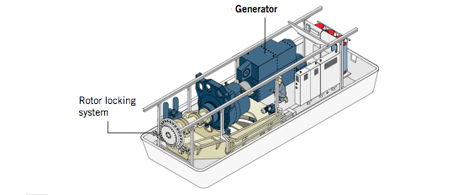 Generator
Rotor locking
system